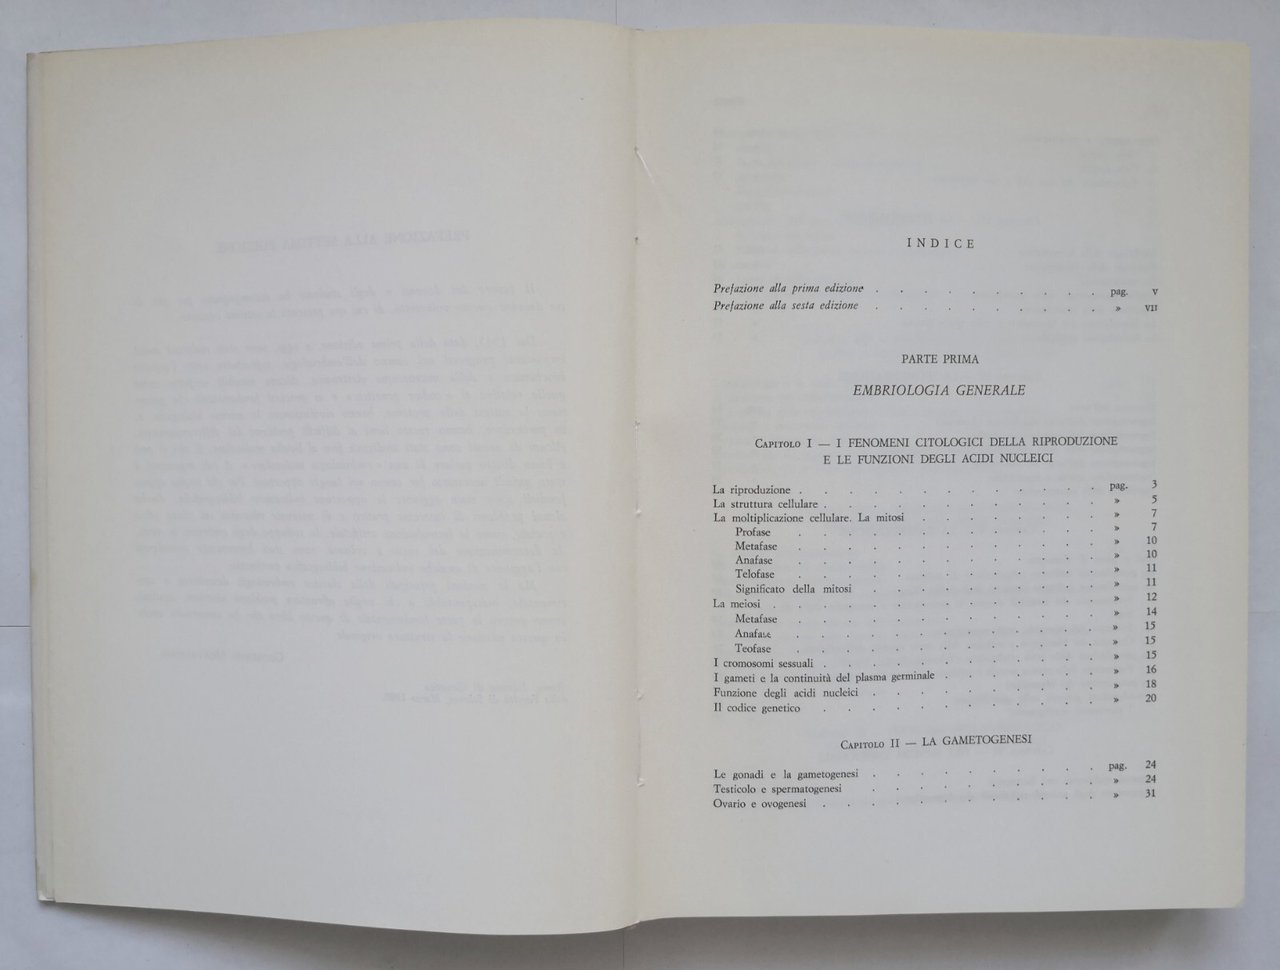 INDICE
Prefazione alla prima edizione . . . . . . . . . . pag. V
Prefazione alla sesta edizione . . . . . . . . . . » VII
PARTE PRIMA
EMBRIOLOGIA GENERALE
Capitolo I — I FENOMENI CITOLOGICI DELLA RIPRODUZIONE
E LE FUNZIONI DEGLI ACIDI NUCLEICI
La riproduzione . . . . . . . . . . . . . pag. 3
La struttura cellulare . . . . . . . . . . . . » 5
La moltiplicazione cellulare. La mitosi . . . . . . . . » 7
Profase . . . . . . . . . . . . . » 7
Metafase . . . . . . . . . . . . . » 10
Anafase . . . . . . . . . . . . . » 10
Telofase . . . . . . . . . . . . . » 11
Significato della mitosi . . . . . . . . . . » 11
La meiosi . . . . . . . . . . . . . . » 12
Metafase . . . . . . . . . . . . . » 14
Anafase . . . . . . . . . . . . . » 15
Teofase . . . . . . . . . . . . . » 15
I cromosomi sessuali . . . . . . . . . . . . » 15
I gameti e la continuità del plasma germinale . . . . . . . » 16
Funzione degli acidi nucleici . . . . . . . . . . » 18
Il codice genetico . . . . . . . . . . . . » 20
Capitolo II — LA GAMETOGENESI
Le gonadi e la gametogenesi . . . . . . . . . . pag. 24
Testicolo e spermatogenesi . . . . . . . . . . » 24
Ovario e ovogenesi . . . . . . . . . . . . » 31